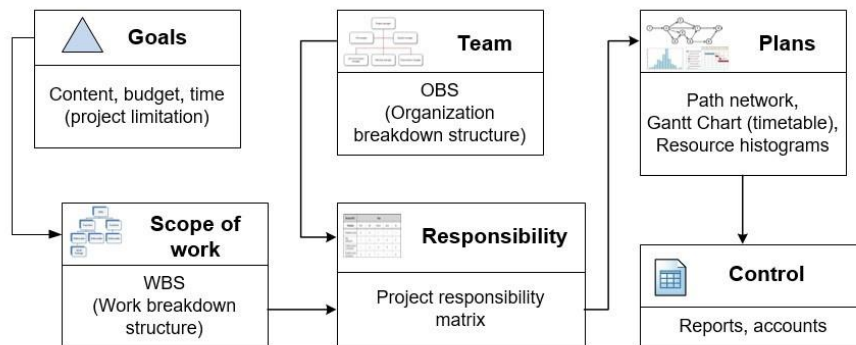 Goals
Content, budget, time
(project limitation)
Team
OBS
(Organization
breakdown structure)
Plans
Path network,
Gantt Chart (timetable),
Resource histograms
Scope of
work
WBS
(Work breakdown
structure)
Responsibility
Project responsibility
matrix
Control
Reports, accounts